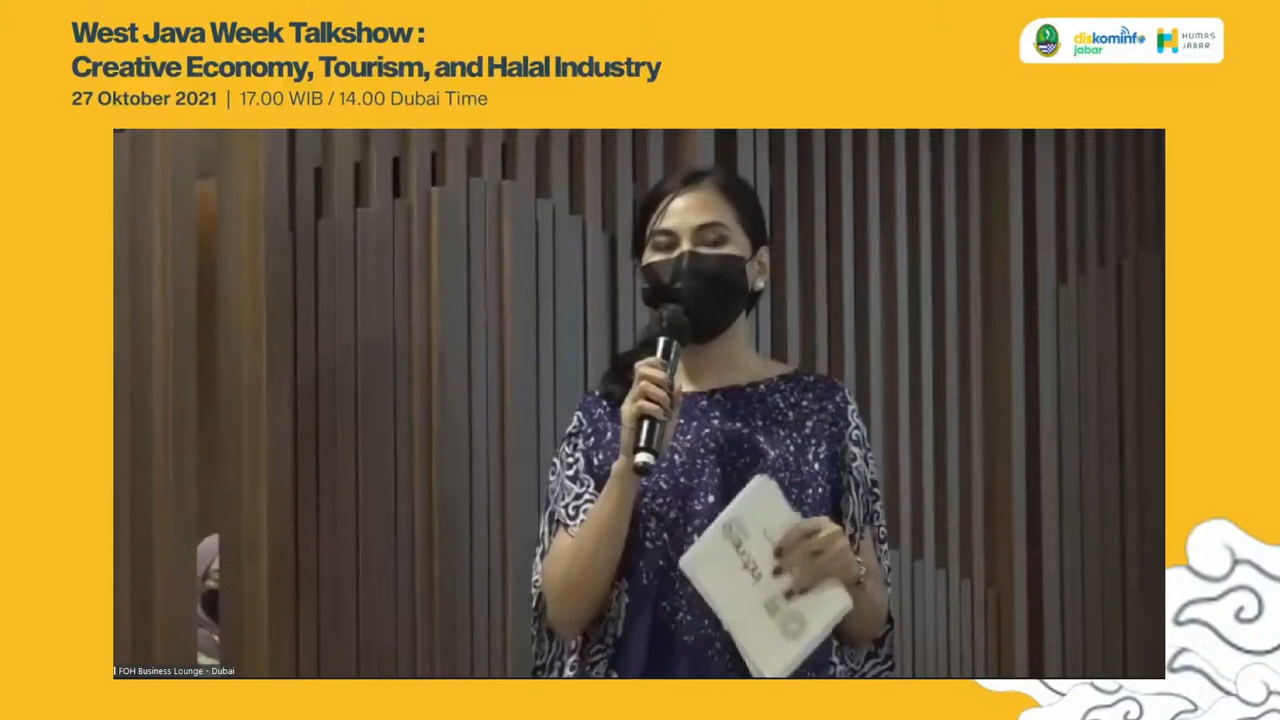 West Java Week Talkshow :
Creative Economy, Tourism, and Halal Industry
27 Oktober 2021 | 17.00 WIB / 14.00 Dubai Time
diskominfo
jabar
HUMAS
JABAR
FOH Business Lounge - Dubai